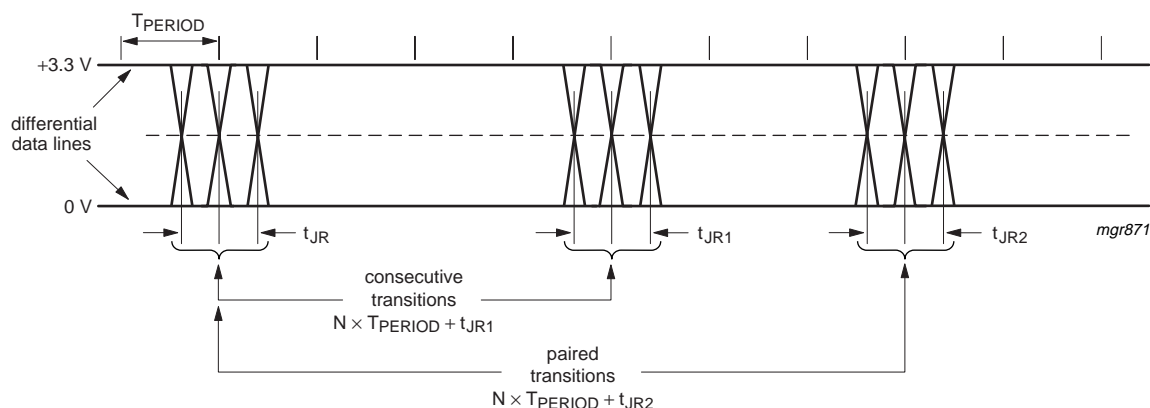 TPERIOD
+3.3 V
differential
data lines
0 V
tJR
tJR1
tJR2
mgr871
consecutive
transitions
N × TPERIOD + tJR1
paired
transitions
N × TPERIOD + tJR2